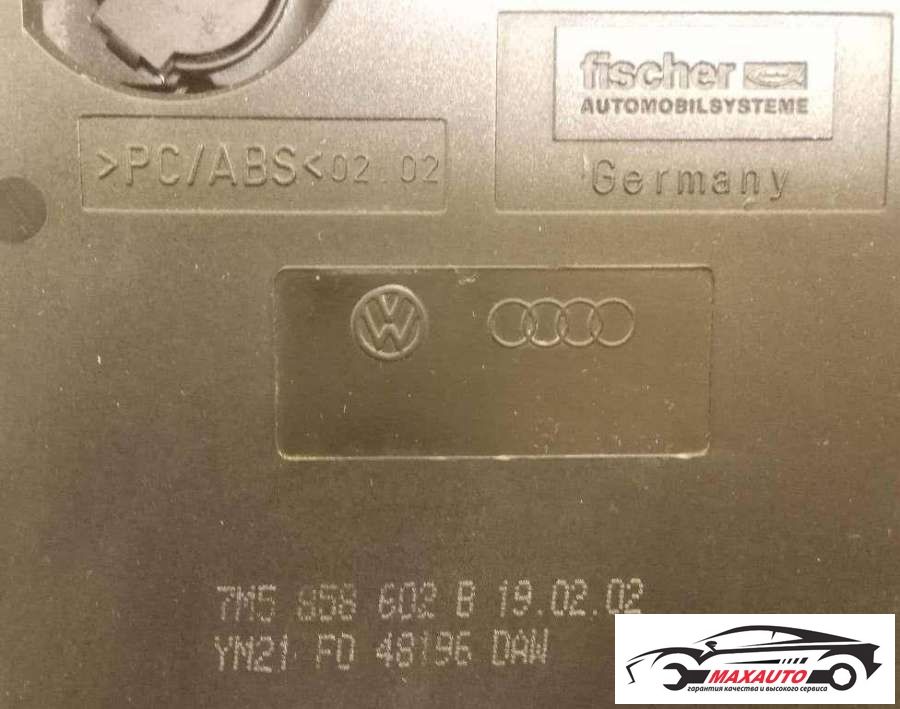 fischer
AUTOMOBILSYSTEME
>PC/ABS<02.02
Germany
7M5 858 602 B 19.02.02
YM21 F0 48196 DAW
MAXAUTO
гарантия качества и высокого сервиса